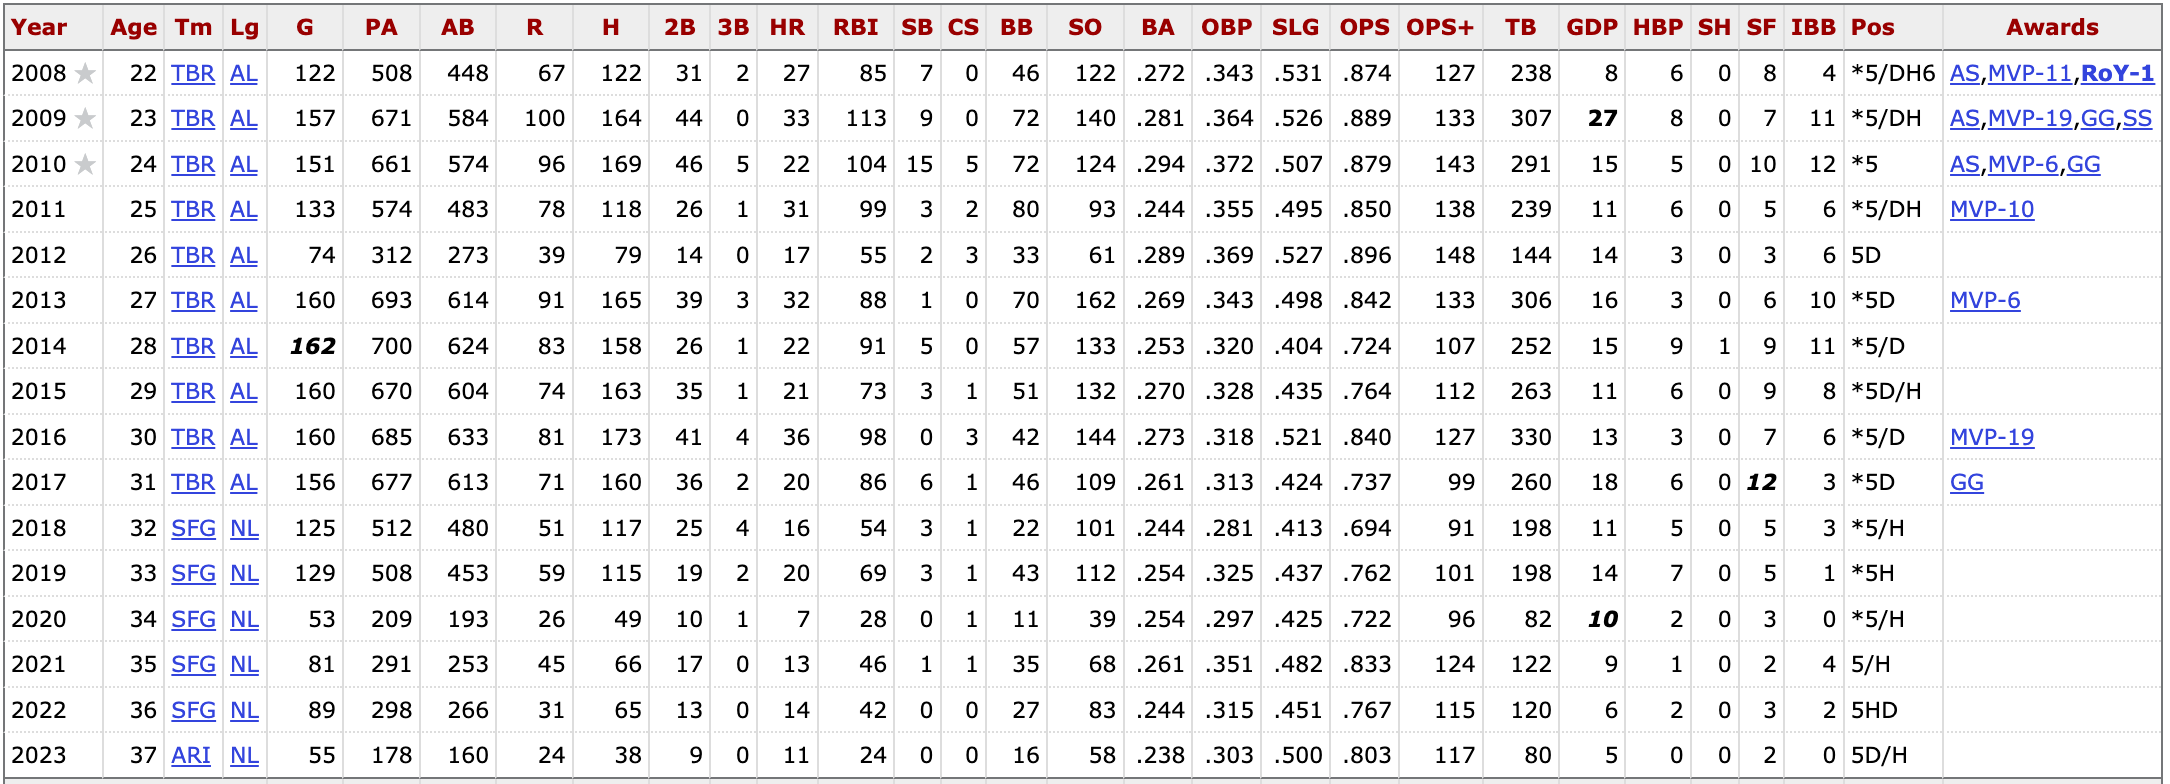 Year Age Tm Lg G PA AB R H 2B 3B HR RBI SB CS BB SO BA OBP SLG OPS OPS+ TB GDP HBP SH SF IBB Pos Awards
2008 ★ 22 TBR AL 122 508 448 67 122 31 2 27 85 7 0 46 122 .272 .343 .531 .874 127 238 8 6 0 8 4 *5/DH6 AS,MVP-11,RoY-1
2009 ★ 23 TBR AL 157 671 584 100 164 44 0 33 113 9 0 72 140 .281 .364 .526 .889 133 307 27 8 0 7 11 *5/DH AS,MVP-19,GG,SS
2010 ★ 24 TBR AL 151 661 574 96 169 46 5 22 104 15 5 72 124 .294 .372 .507 .879 143 291 15 5 0 10 12 *5 AS,MVP-6,GG
2011 25 TBR AL 133 574 483 78 118 26 1 31 99 3 2 80 93 .244 .355 .495 .850 138 239 11 6 0 5 6 *5/DH MVP-10
2012 26 TBR AL 74 312 273 39 79 14 0 17 55 2 3 33 61 .289 .369 .527 .896 148 144 14 3 0 3 6 5D
2013 27 TBR AL 160 693 614 91 165 39 3 32 88 1 0 70 162 .269 .343 .498 .842 133 306 16 3 0 6 10 *5D MVP-6
2014 28 TBR AL 162 700 624 83 158 26 1 22 91 5 0 57 133 .253 .320 .404 .724 107 252 15 9 1 9 11 *5/D
2015 29 TBR AL 160 670 604 74 163 35 1 21 73 3 1 51 132 .270 .328 .435 .764 112 263 11 6 0 9 8 *5D/H
2016 30 TBR AL 160 685 633 81 173 41 4 36 98 0 3 42 144 .273 .318 .521 .840 127 330 13 3 0 7 6 *5/D MVP-19
2017 31 TBR AL 156 677 613 71 160 36 2 20 86 6 1 46 109 .261 .313 .424 .737 99 260 18 6 0 12 3 *5D GG
2018 32 SFG NL 125 512 480 51 117 25 4 16 54 3 1 22 101 .244 .281 .413 .694 91 198 11 5 0 5 3 *5/H
2019 33 SFG NL 129 508 453 59 115 19 2 20 69 3 1 43 112 .254 .325 .437 .762 101 198 14 7 0 5 1 *5H
2020 34 SFG NL 53 209 193 26 49 10 1 7 28 0 1 11 39 .254 .297 .425 .722 96 82 10 2 0 3 0 *5/H
2021 35 SFG NL 81 291 253 45 66 17 0 13 46 1 1 35 68 .261 .351 .482 .833 124 122 9 1 0 2 4 5/H
2022 36 SFG NL 89 298 266 31 65 13 0 14 42 0 0 27 83 .244 .315 .451 .767 115 120 6 2 0 3 2 5HD
2023 37 ARI NL 55 178 160 24 38 9 0 11 24 0 0 16 58 .238 .303 .500 .803 117 80 5 0 0 2 0 5D/H